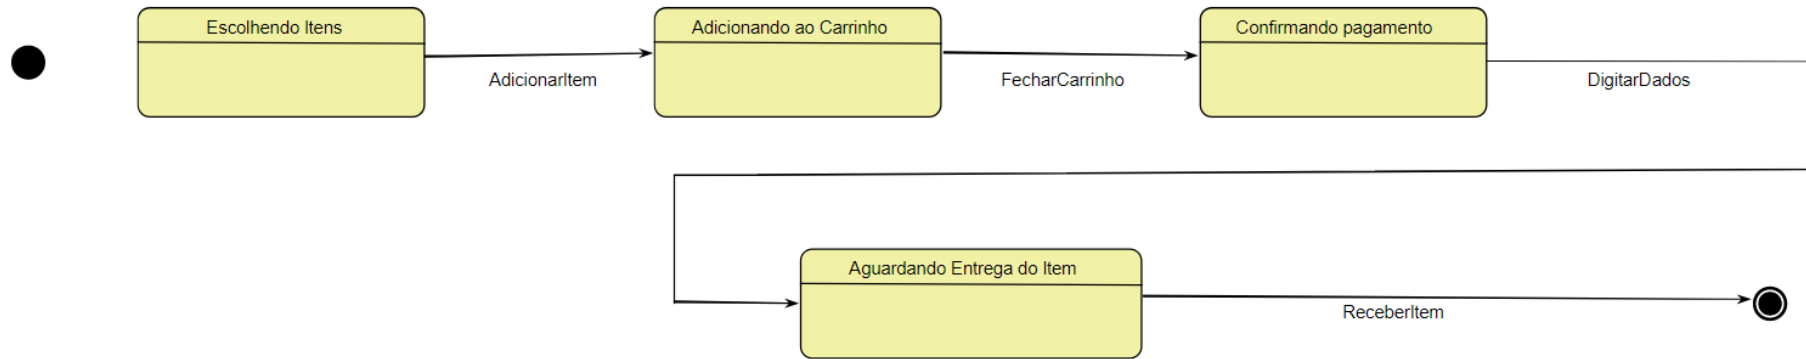 Escolhendo Itens
AdicionarItem
Adicionando ao Carrinho
FecharCarrinho
Confirmando pagamento
DigitarDados
Aguardando Entrega do Item
ReceberItem